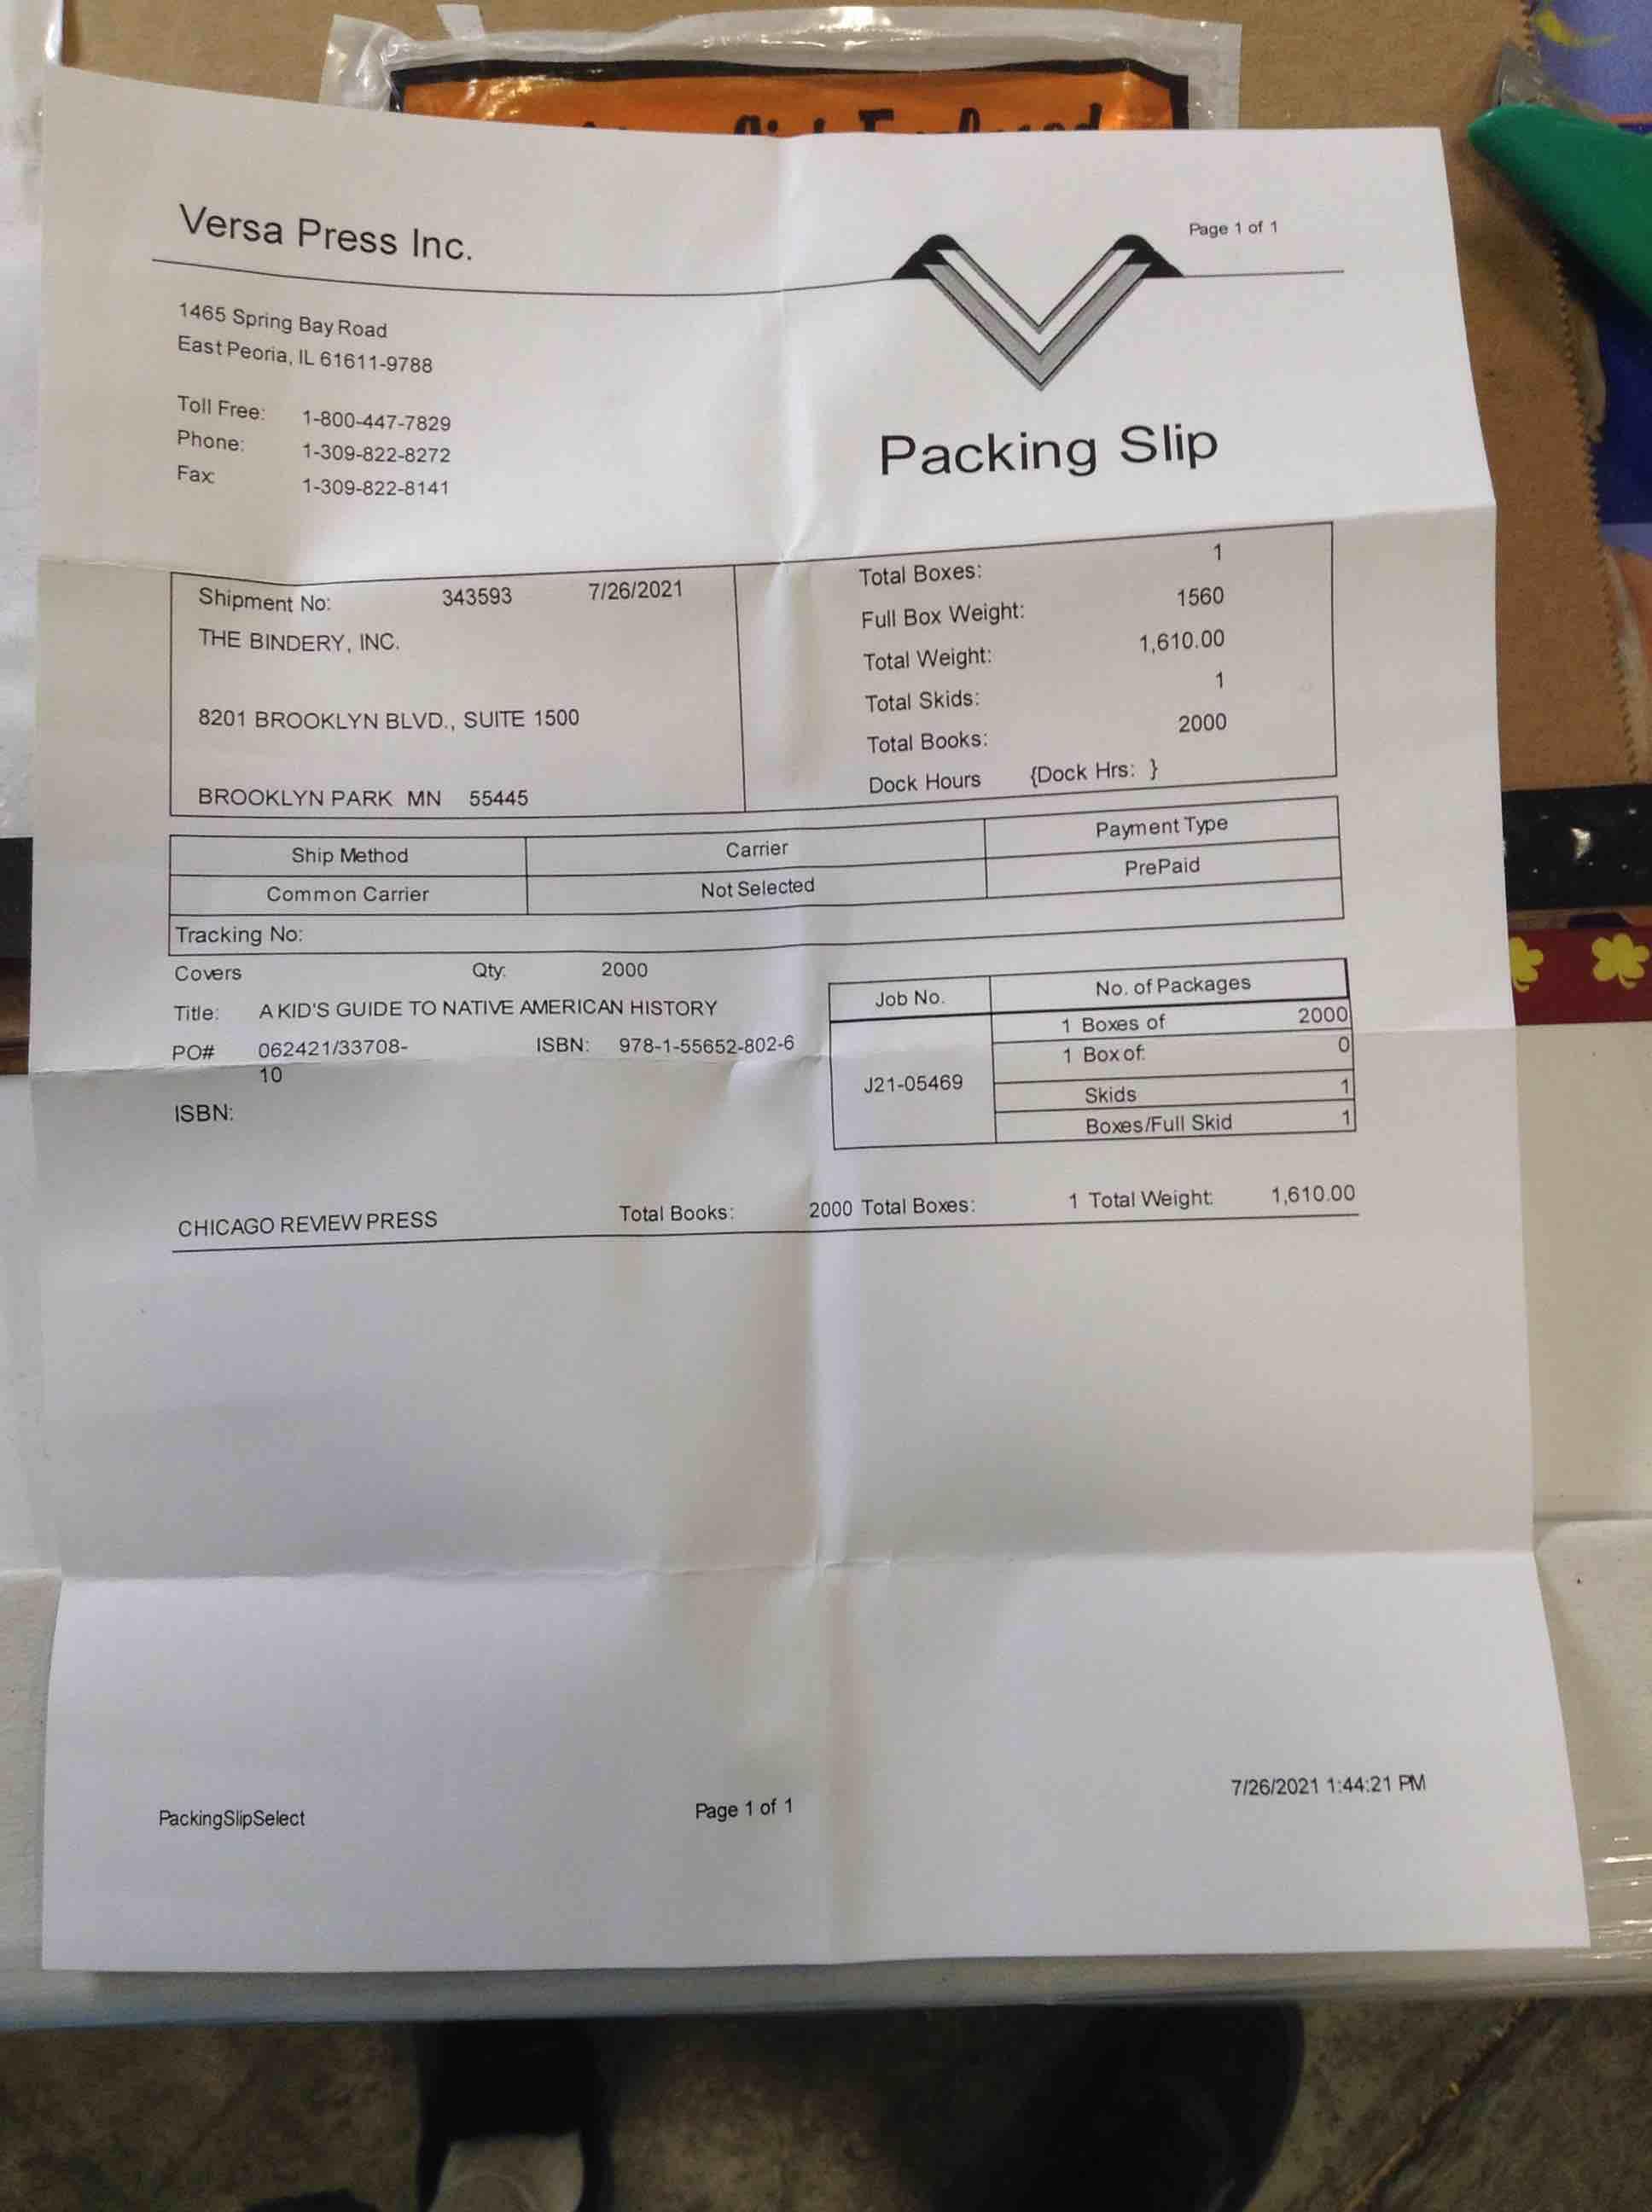 Versa Press Inc.
Page 1 of 1
1465 Spring Bay Road
East Peoria, IL 61611-9788
Toll Free: 1-800-447-7829
Phone: 1-309-822-8272
Fax: 1-309-822-8141
Packing Slip
Shipment No: 343593 7/26/2021
THE BINDERY, INC.
8201 BROOKLYN BLVD., SUITE 1500
BROOKLYN PARK MN 55445
Total Boxes: 1
Full Box Weight: 1560
Total Weight: 1,610.00
Total Skids: 1
Total Books: 2000
Dock Hours {Dock Hrs: }
Ship Method Carrier Payment Type
Common Carrier Not Selected PrePaid
Tracking No:
Covers Qty: 2000
Title: A KID'S GUIDE TO NATIVE AMERICAN HISTORY
PO# 062421/33708- ISBN: 978-1-55652-802-6
10
ISBN:
Job No. No. of Packages
J21-05469
1 Boxes of 2000
1 Box of: 0
Skids 1
Boxes/Full Skid 1
CHICAGO REVIEW PRESS Total Books: 2000 Total Boxes: 1 Total Weight: 1,610.00
PackingSlipSelect Page 1 of 1 7/26/2021 1:44:21 PM